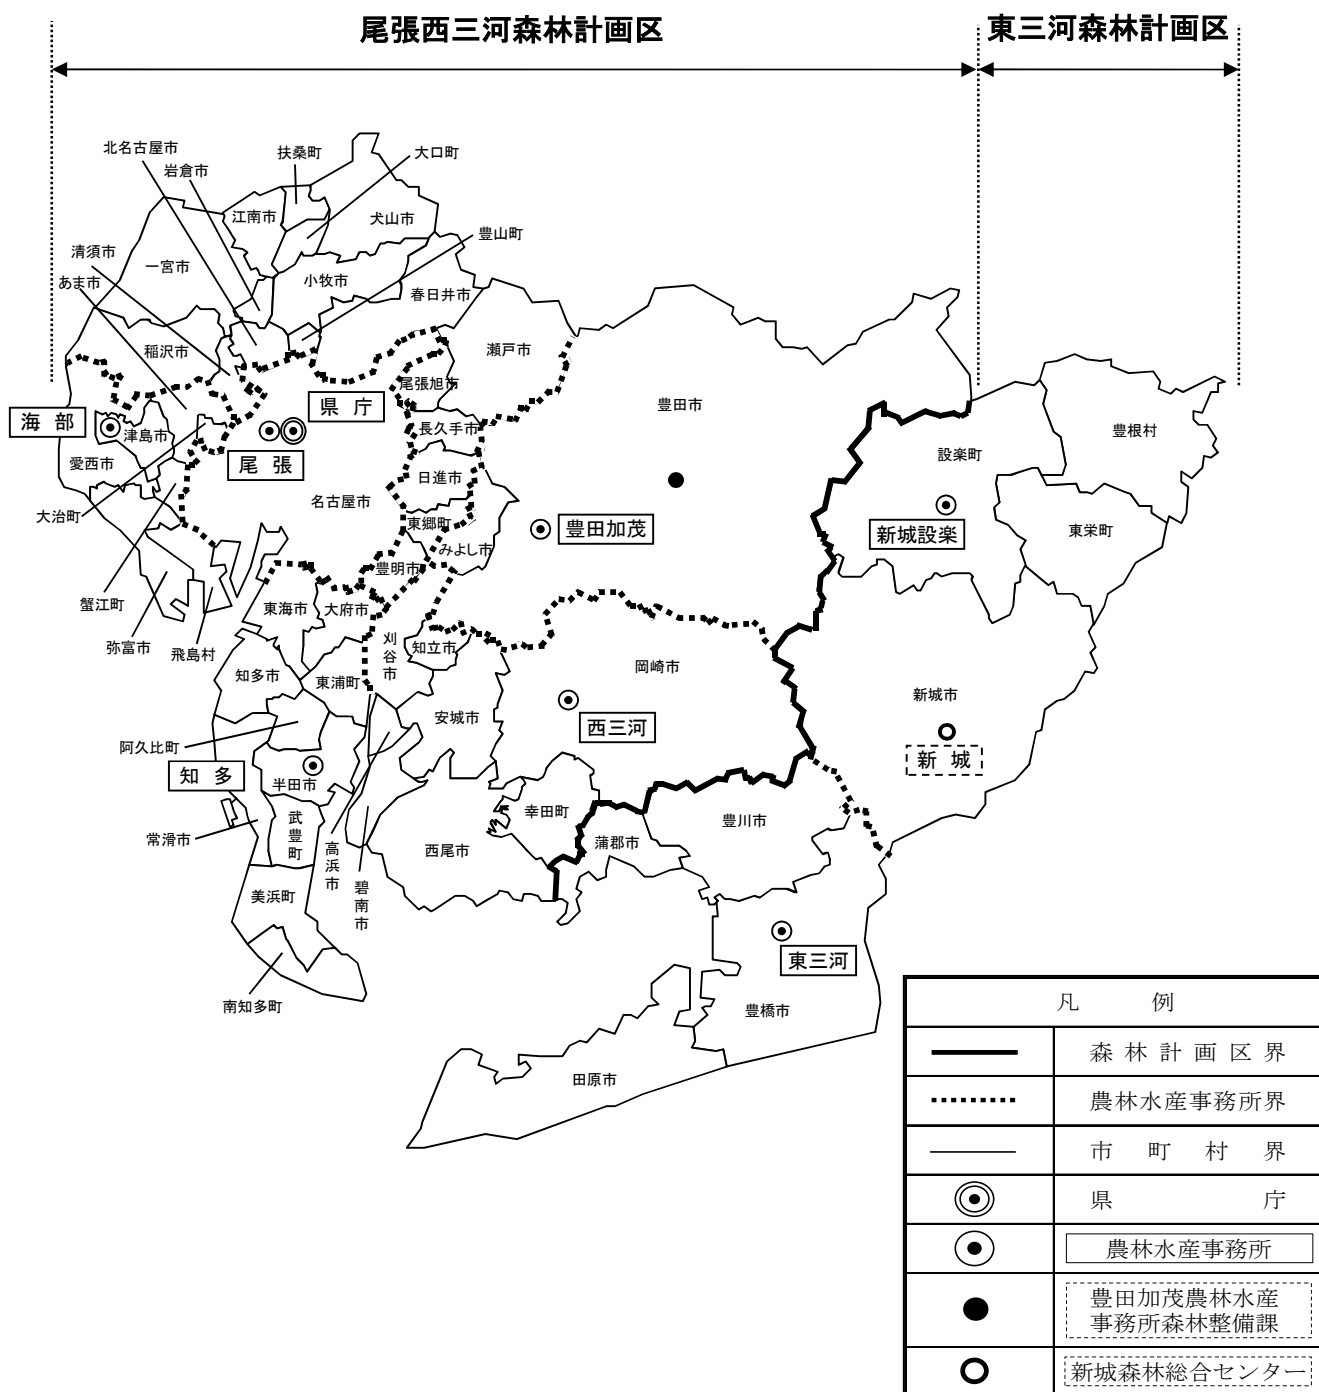 尾張西三河森林計画区
東三河森林計画区
北名古屋市
扶桑町
大口町
岩倉市
江南市
犬山市
豊山町
清須市
一宮市
小牧市
あま市
春日井市
稲沢市
瀬戸市
尾張旭市
豊田市
県 庁
海 部
津島市
長久手市
豊根村
愛西市
尾 張
設楽町
日進市
名古屋市
大治町
東郷町
豊田加茂
新城設楽
東栄町
みよし市
豊明市
蟹江町
東海市
大府市
弥富市
飛島村
刈谷市
知立市
岡崎市
知多市
東浦町
新城市
安城市
西三河
阿久比町
新 城
知 多
半田市
幸田町
豊川市
常滑市
武豊町
高浜市
西尾市
蒲郡市
碧南市
美浜町
東三河
南知多町
豊橋市
田原市
凡 例
森林計画区界
農林水産事務所界
市町村界
県庁
農林水産事務所
豊田加茂農林水産
事務所森林整備課
新城森林総合センター